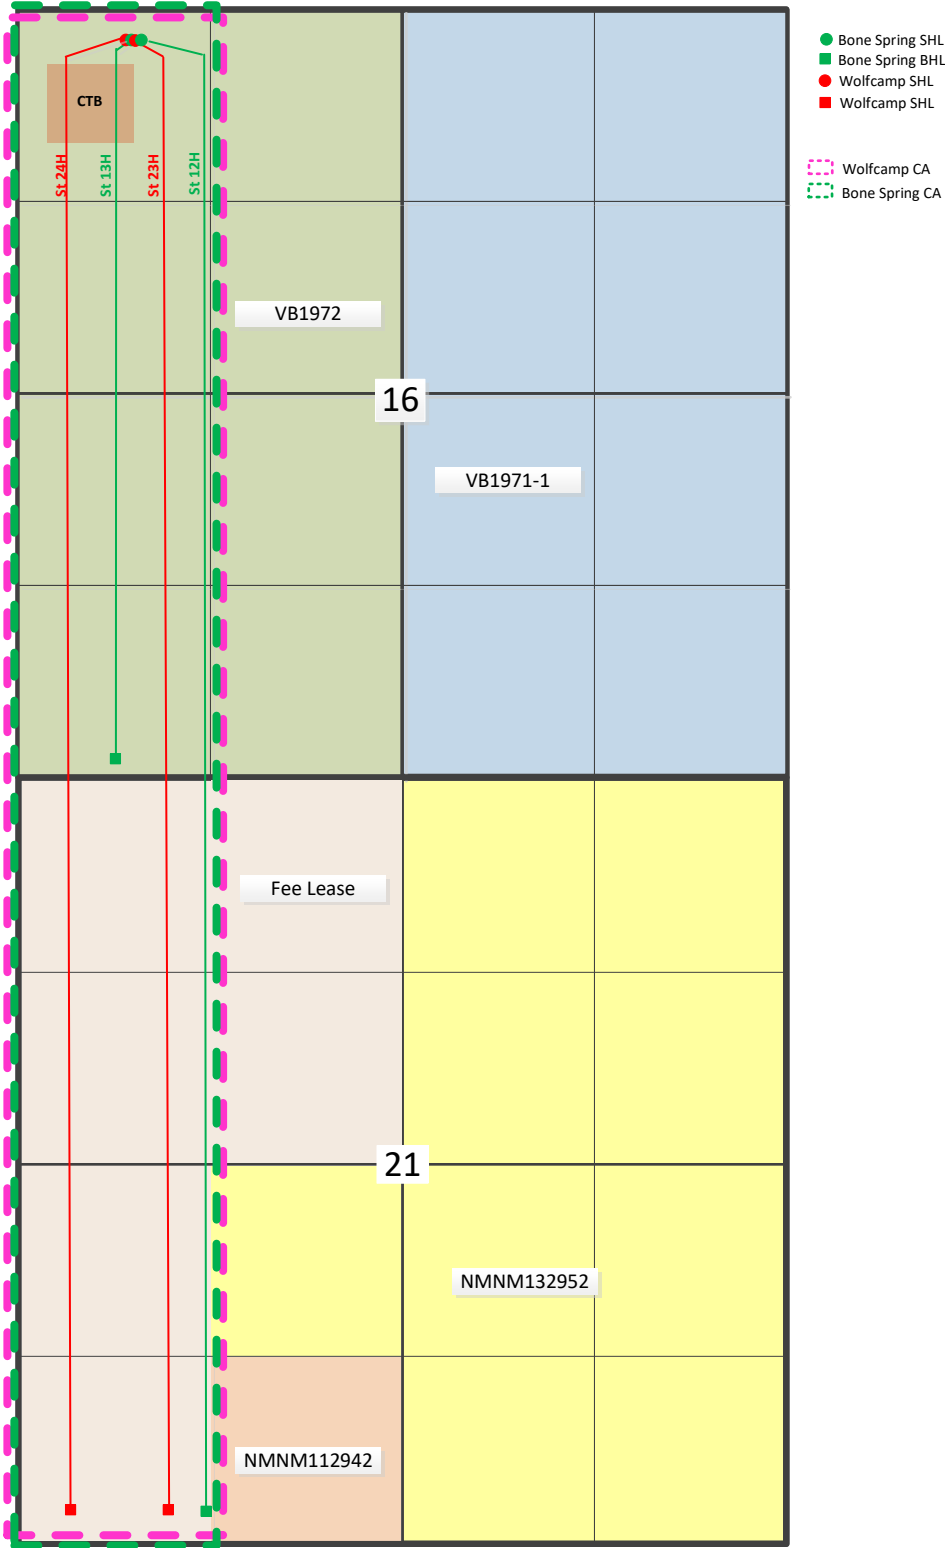 Bone Spring SHL
Bone Spring BHL
Wolfcamp SHL
Wolfcamp SHL
Wolfcamp CA
Bone Spring CA
CTB
St 24H
St 13H
St 23H
St 12H
VB1972
16
VB1971-1
Fee Lease
21
NMNM132952
NMNM112942